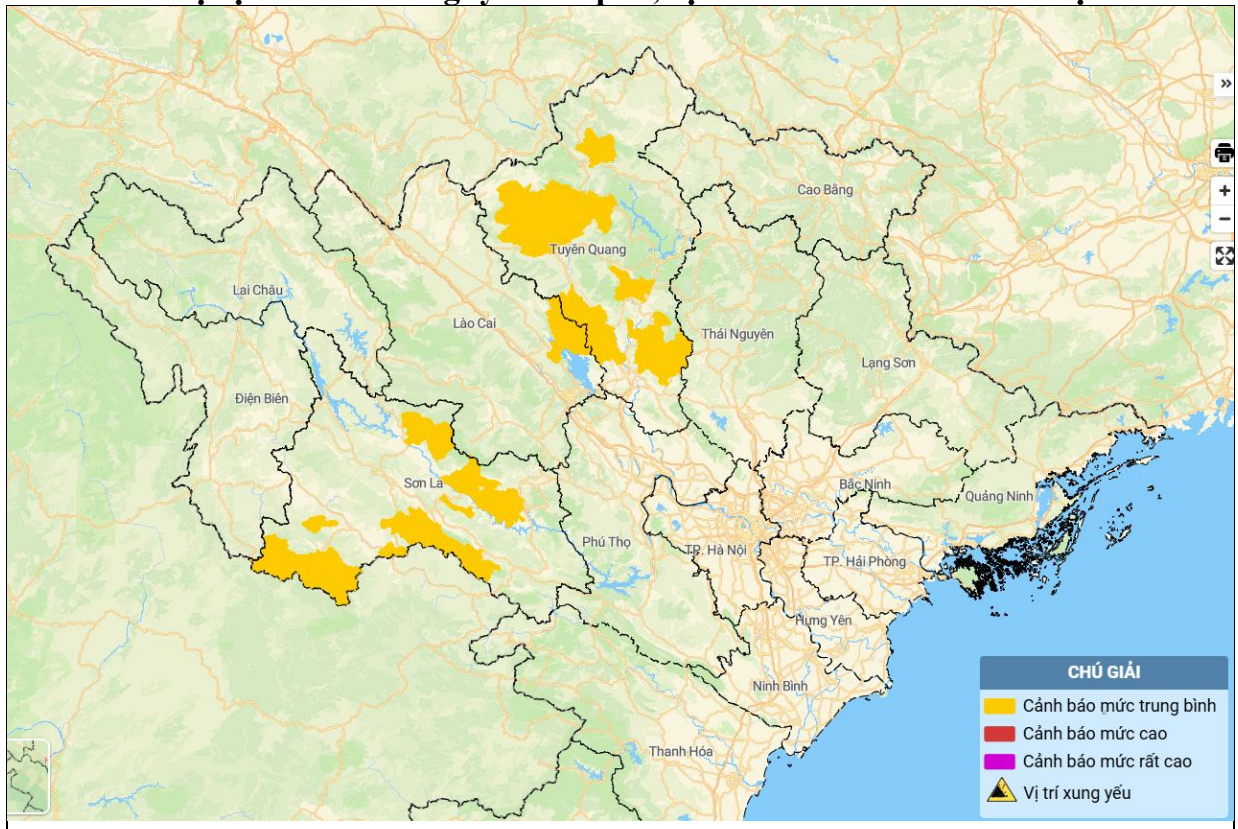 »
Cao Bằng
+
−
Tuyên Quang
Lai Châu
Lào Cai
Thái Nguyên
Lạng Sơn
Điện Biên
Sơn La
Bắc Ninh
Quảng Ninh
Phú Thọ
TP. Hà Nội
TP. Hải Phòng
Hưng Yên
Ninh Bình
Thanh Hóa
CHÚ GIẢI
Cảnh báo mức trung bình
Cảnh báo mức cao
Cảnh báo mức rất cao
Vị trí xung yếu